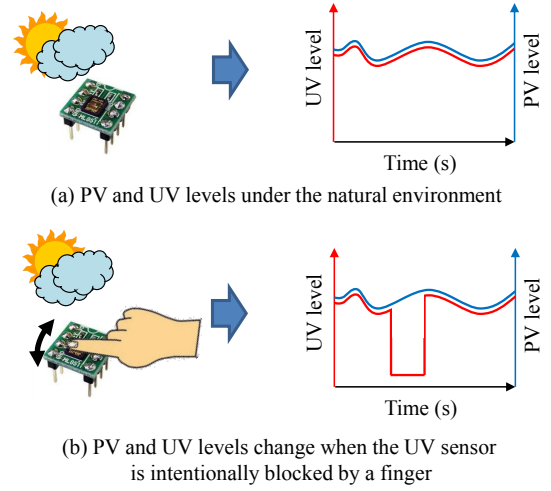 UV level
PV level
Time (s)
(a) PV and UV levels under the natural environment
UV level
PV level
Time (s)
(b) PV and UV levels change when the UV sensor
is intentionally blocked by a finger